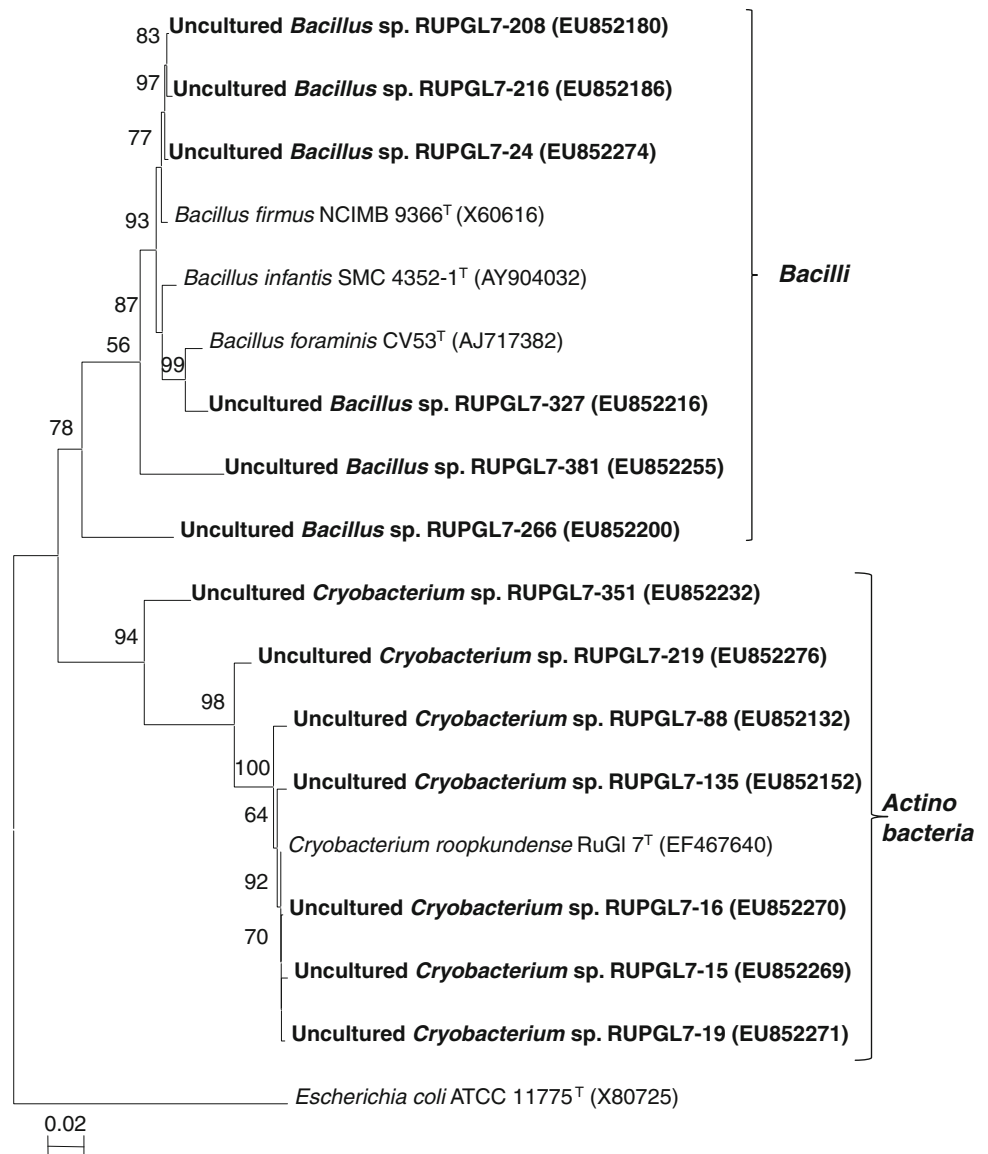 83
Uncultured Bacillus sp. RUPGL7-208 (EU852180)
97
Uncultured Bacillus sp. RUPGL7-216 (EU852186)
77
Uncultured Bacillus sp. RUPGL7-24 (EU852274)
93
Bacillus firmus NCIMB 9366ᵀ (X60616)
Bacilli
Bacillus infantis SMC 4352-1ᵀ (AY904032)
87
56
Bacillus foraminis CV53ᵀ (AJ717382)
99
Uncultured Bacillus sp. RUPGL7-327 (EU852216)
78
Uncultured Bacillus sp. RUPGL7-381 (EU852255)
Uncultured Bacillus sp. RUPGL7-266 (EU852200)
Uncultured Cryobacterium sp. RUPGL7-351 (EU852232)
94
Uncultured Cryobacterium sp. RUPGL7-219 (EU852276)
98
Uncultured Cryobacterium sp. RUPGL7-88 (EU852132)
100
Uncultured Cryobacterium sp. RUPGL7-135 (EU852152)
64
Actino
bacteria
Cryobacterium roopkundense RuGl 7ᵀ (EF467640)
92
Uncultured Cryobacterium sp. RUPGL7-16 (EU852270)
70
Uncultured Cryobacterium sp. RUPGL7-15 (EU852269)
Uncultured Cryobacterium sp. RUPGL7-19 (EU852271)
Escherichia coli ATCC 11775ᵀ (X80725)
0.02